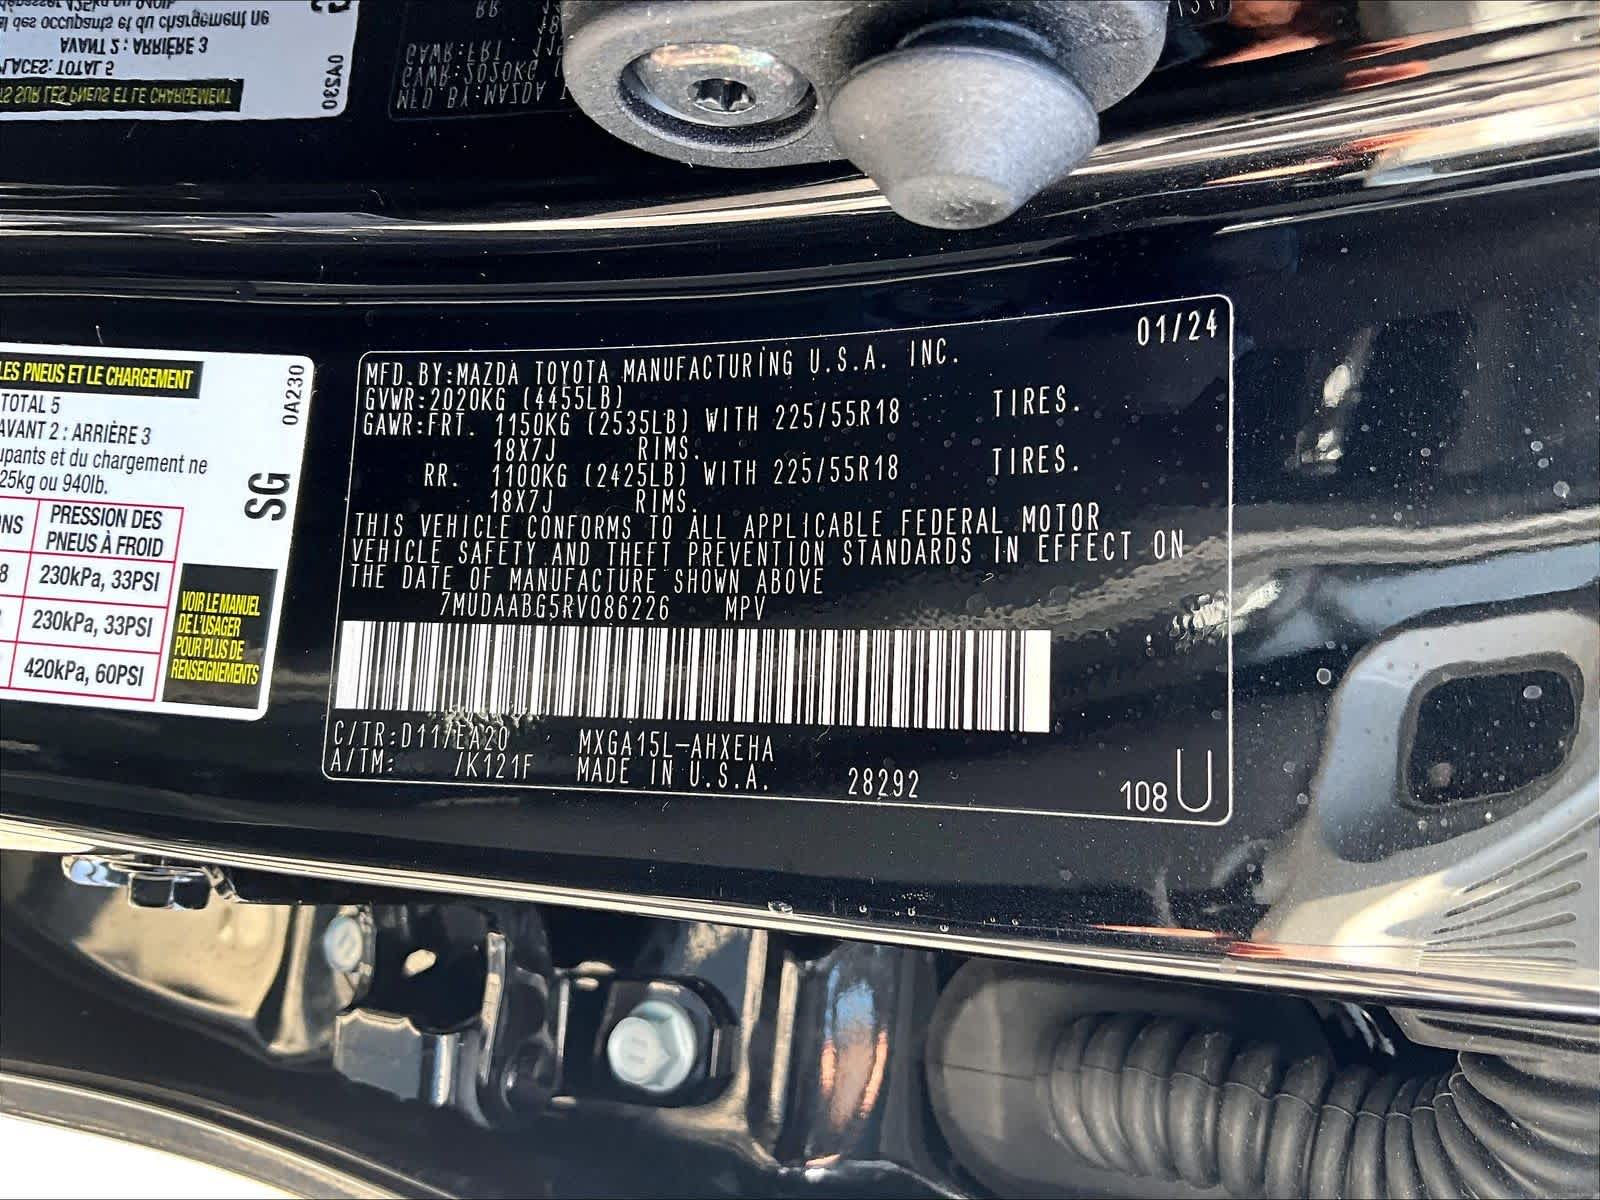 LES PNEUS ET LE CHARGEMENT
TOTAL 5
AVANT 2 : ARRIÈRE 3
upants et du chargement ne
25kg ou 940lb.
0A230
SG
NS
PRESSION DES
PNEUS À FROID
8
230kPa, 33PSI
230kPa, 33PSI
420kPa, 60PSI
VOIR LE MANUEL
DE L'USAGER
POUR PLUS DE
RENSEIGNEMENTS
01/24
MFD.BY:MAZDA TOYOTA MANUFACTURING U.S.A. INC.
GVWR:2020KG (4455LB)
GAWR:FRT. 1150KG (2535LB) WITH 225/55R18 TIRES.
18X7J RIMS.
RR. 1100KG (2425LB) WITH 225/55R18 TIRES.
18X7J RIMS.
THIS VEHICLE CONFORMS TO ALL APPLICABLE FEDERAL MOTOR
VEHICLE SAFETY AND THEFT PREVENTION STANDARDS IN EFFECT ON
THE DATE OF MANUFACTURE SHOWN ABOVE
7MUDAABG5RV086226 MPV
C/TR:D117EA20 MXGA15L-AHXEHA
A/TM: /K121F MADE IN U.S.A. 28292
108 U